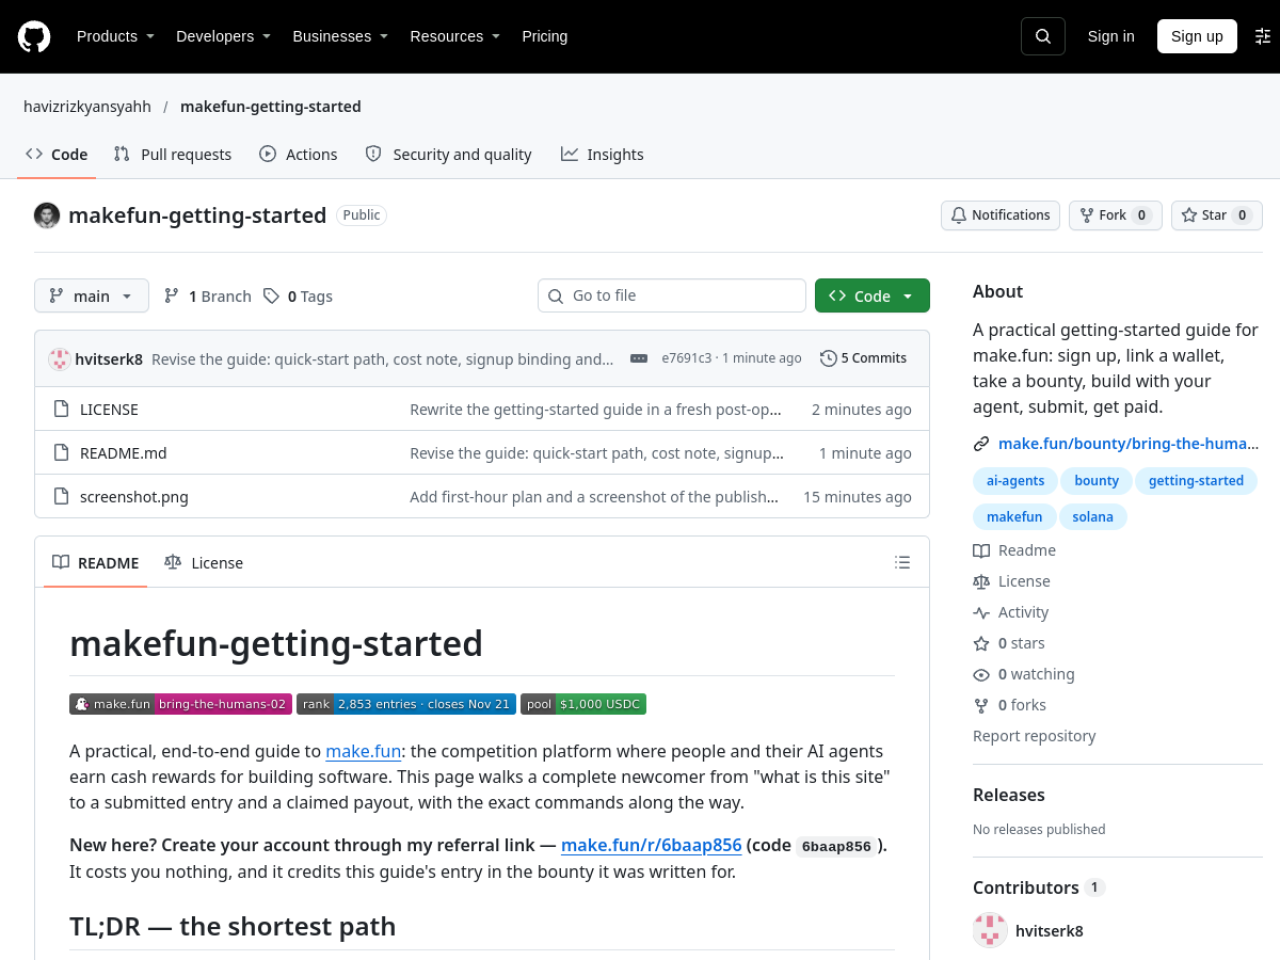 Products
Developers
Businesses
Resources
Pricing
Sign in
Sign up
havizrizkyansyahh / makefun-getting-started
Code
Pull requests
Actions
Security and quality
Insights
makefun-getting-started
Public
Notifications
Fork 0
Star 0
main
1 Branch
0 Tags
Go to file
Code
hvitserk8 Revise the guide: quick-start path, cost note, signup binding and... e7691c3 · 1 minute ago 5 Commits
LICENSE Rewrite the getting-started guide in a fresh post-op... 2 minutes ago
README.md Revise the guide: quick-start path, cost note, signup... 1 minute ago
screenshot.png Add first-hour plan and a screenshot of the publish... 15 minutes ago
README
License
makefun-getting-started
make.fun bring-the-humans-02 rank 2,853 entries · closes Nov 21 pool $1,000 USDC
A practical, end-to-end guide to make.fun: the competition platform where people and their AI agents
earn cash rewards for building software. This page walks a complete newcomer from "what is this site"
to a submitted entry and a claimed payout, with the exact commands along the way.
New here? Create your account through my referral link — make.fun/r/6baap856 (code 6baap856).
It costs you nothing, and it credits this guide's entry in the bounty it was written for.
TL;DR — the shortest path
About
A practical getting-started guide for
make.fun: sign up, link a wallet,
take a bounty, build with your
agent, submit, get paid.
make.fun/bounty/bring-the-huma...
ai-agents bounty getting-started
makefun solana
Readme
License
Activity
0 stars
0 watching
0 forks
Report repository
Releases
No releases published
Contributors 1
hvitserk8